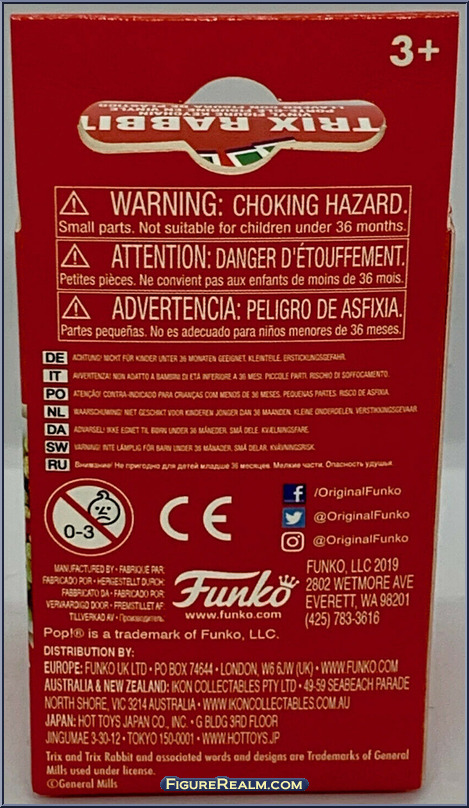 3+
TRIX RABBIT
VINYL FIGURE KEYCHAIN
WARNING: CHOKING HAZARD.
Small parts. Not suitable for children under 36 months.
ATTENTION: DANGER D'ÉTOUFFEMENT.
Petites pièces. Ne convient pas aux enfants de moins de 36 mois.
ADVERTENCIA: PELIGRO DE ASFIXIA.
Partes pequeñas. No es adecuado para niños menores de 36 meses.
DE ACHTUNG! NICHT FÜR KINDER UNTER 36 MONATEN GEEIGNET. KLEINTEILE. ERSTICKUNGSGEFAHR.
IT AVVERTENZA! NON ADATTO A BAMBINI DI ETÀ INFERIORE A 36 MESI. PICCOLE PARTI. RISCHIO DI SOFFOCAMENTO.
PO ATENÇÃO! CONTRA-INDICADO PARA CRIANÇAS COM MENOS DE 36 MESES. PEQUENAS PARTES. RISCO DE ASFIXIA.
NL WAARSCHUWING! NIET GESCHIKT VOOR KINDEREN JONGER DAN 36 MAANDEN. KLEINE ONDERDELEN. VERSTIKKINGSGEVAAR
DA ADVARSEL! IKKE EGNET TIL BØRN UNDER 36 MÅNEDER. SMÅ DELE. KVÆLNINGSFARE.
SW VARNING! INTE LÄMPLIG FÖR BARN UNDER 36 MÅNADER. SMÅ DELAR. KVÄVNINGSRISK.
RU Внимание! Не пригодно для детей младше 36 месяцев. Мелкие части. Опасность удушья
0-3
CE
/OriginalFunko
@OriginalFunko
@OriginalFunko
MANUFACTURED BY • FABRIQUÉ PAR:
FABRICADO POR • HERGESTELLT DURCH:
FABBRICATO DA • FABRICADO POR:
VERVAARDIGD DOOR • FREMSTILLET AF:
TILLVERKAD AV • Производитель:
Funko
www.funko.com
FUNKO, LLC 2019
2802 WETMORE AVE
EVERETT, WA 98201
(425) 783-3616
Pop!® is a trademark of Funko, LLC.
DISTRIBUTION BY:
EUROPE: FUNKO UK LTD • PO BOX 74644 • LONDON, W6 6JW (UK) • WWW.FUNKO.COM
AUSTRALIA & NEW ZEALAND: IKON COLLECTABLES PTY LTD • 49-59 SEABEACH PARADE
NORTH SHORE, VIC 3214 AUSTRALIA • WWW.IKONCOLLECTABLES.COM.AU
JAPAN: HOT TOYS JAPAN CO., INC. • G BLDG 3RD FLOOR
JINGUMAE 3-30-12 • TOKYO 150-0001 • WWW.HOTTOYS.JP
Trix and Trix Rabbit and associated words and designs are Trademarks of General
Mills used under license.
©General Mills
FIGUREREALM.COM